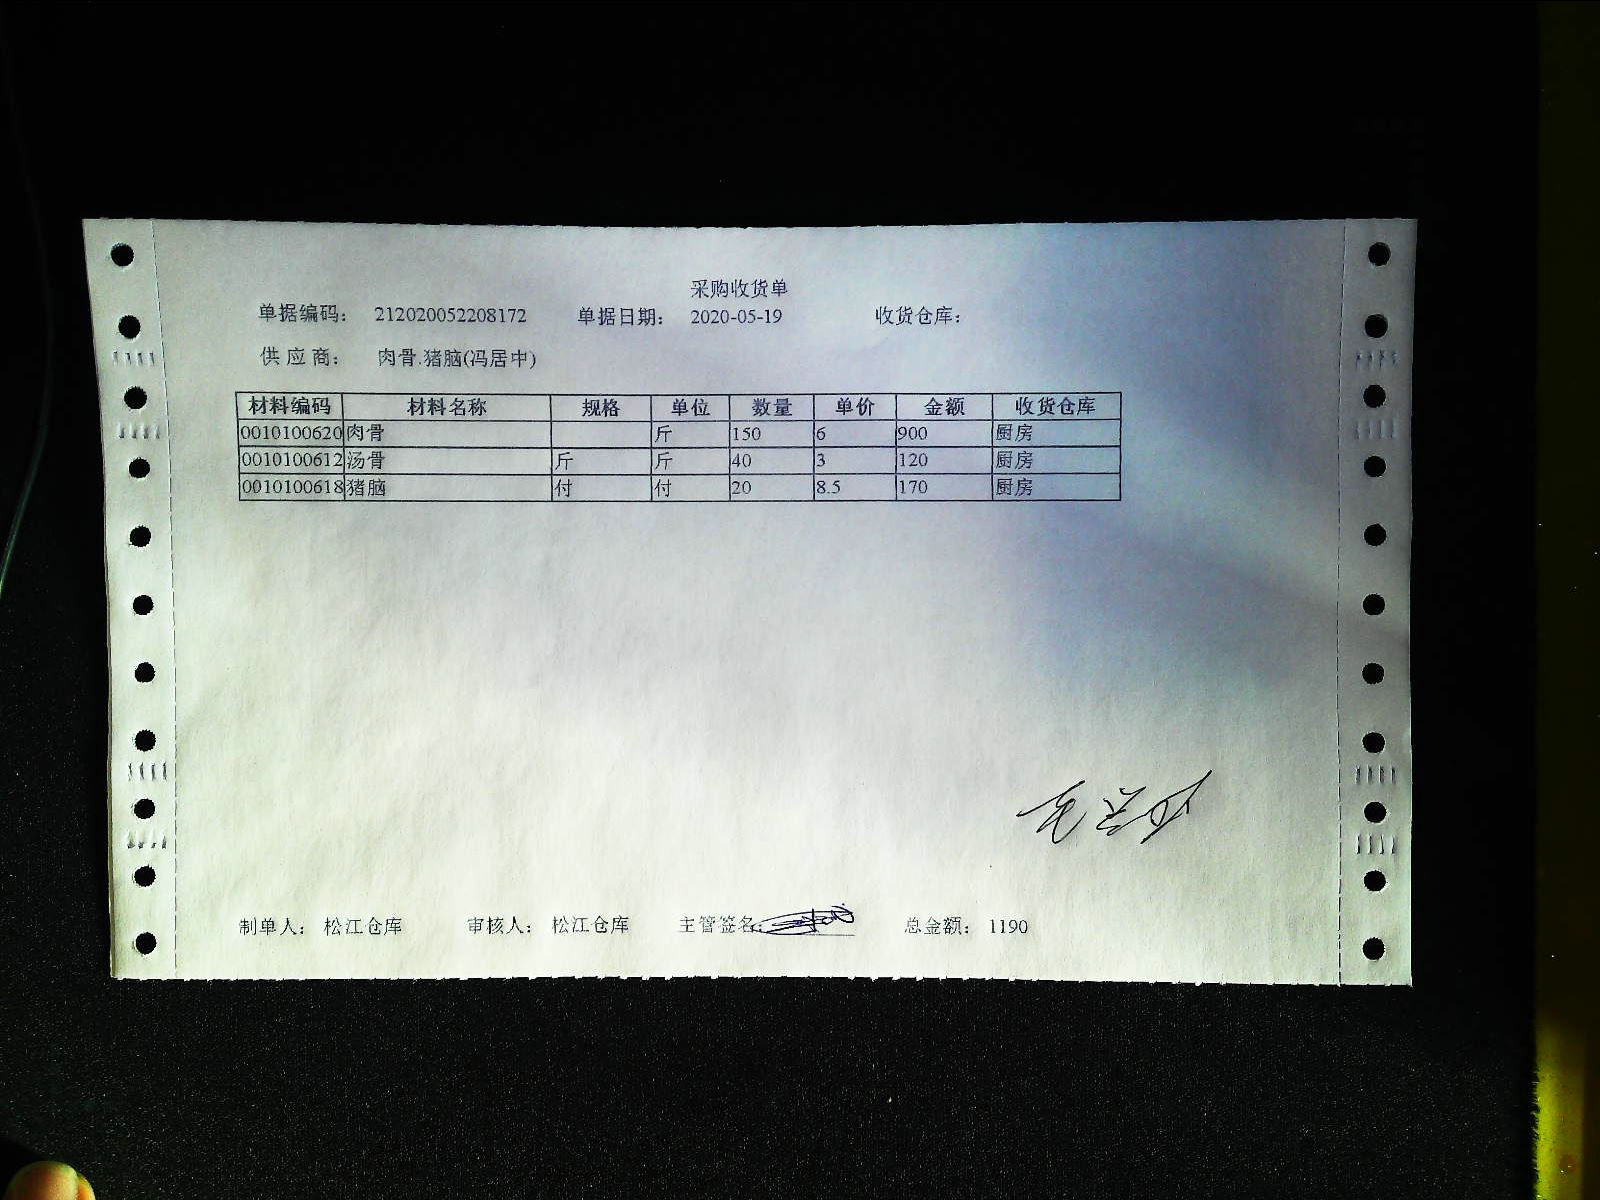 采购收货单
单据编码： 212020052208172 单据日期： 2020-05-19 收货仓库：
供 应 商： 肉骨.猪脑(冯居中)
材料编码 材料名称 规格 单位 数量 单价 金额 收货仓库
0010100620 肉骨 斤 150 6 900 厨房
0010100612 汤骨 斤 斤 40 3 120 厨房
0010100618 猪脑 付 付 20 8.5 170 厨房
制单人： 松江仓库 审核人： 松江仓库 主管签名： 总金额： 1190